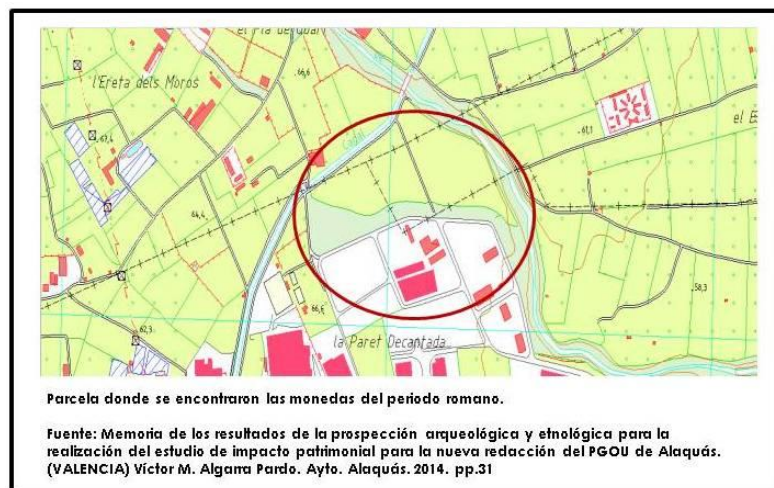 el Pla de Quart
l'Ereta dels Moros
66,6
61,1
67,4
64,4
66,6
62,3
58,3
la Paret Decantada
Parcela donde se encontraron las monedas del periodo romano.
Fuente: Memoria de los resultados de la prospección arqueológica y etnológica para la
realización del estudio de impacto patrimonial para la nueva redacción del PGOU de Alaquás.
(VALENCIA) Víctor M. Algarra Pardo. Ayto. Alaquás. 2014. pp.31